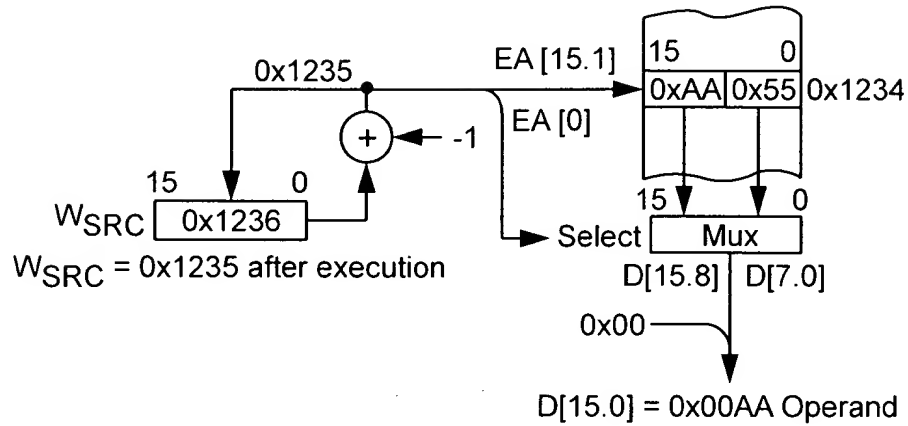 15 0
0x1235 EA [15.1]
0xAA 0x55 0x1234
EA [0]
+ -1
15 0
15 0
WSRC 0x1236 Select Mux
WSRC = 0x1235 after execution
D[15.8] D[7.0]
0x00
D[15.0] = 0x00AA Operand